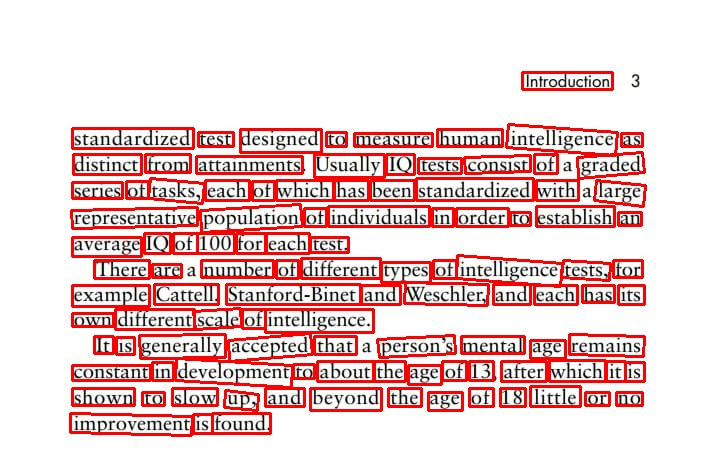 Introduction 3
standardized test designed to measure human intelligence as
distinct from attainments. Usually IQ tests consist of a graded
series of tasks, each of which has been standardized with a large
representative population of individuals in order to establish an
average IQ of 100 for each test.
There are a number of different types of intelligence tests, for
example Cattell, Stanford-Binet and Weschler, and each has its
own different scale of intelligence.
It is generally accepted that a person's mental age remains
constant in development to about the age of 13, after which it is
shown to slow up, and beyond the age of 18 little or no
improvement is found.